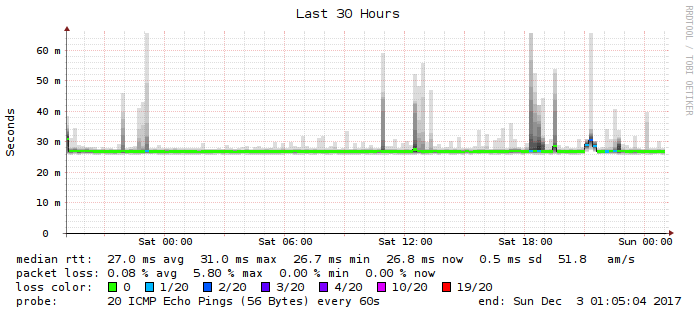 Last 30 Hours
RRDTOOL / TOBI OETIKER
Seconds
60 m
50 m
40 m
30 m
20 m
10 m
0
Sat 00:00 Sat 06:00 Sat 12:00 Sat 18:00 Sun 00:00
median rtt: 27.0 ms avg 31.0 ms max 26.7 ms min 26.8 ms now 0.5 ms sd 51.8 am/s
packet loss: 0.08 % avg 5.80 % max 0.00 % min 0.00 % now
loss color: 0 1/20 2/20 3/20 4/20 10/20 19/20
probe: 20 ICMP Echo Pings (56 Bytes) every 60s end: Sun Dec 3 01:05:04 2017